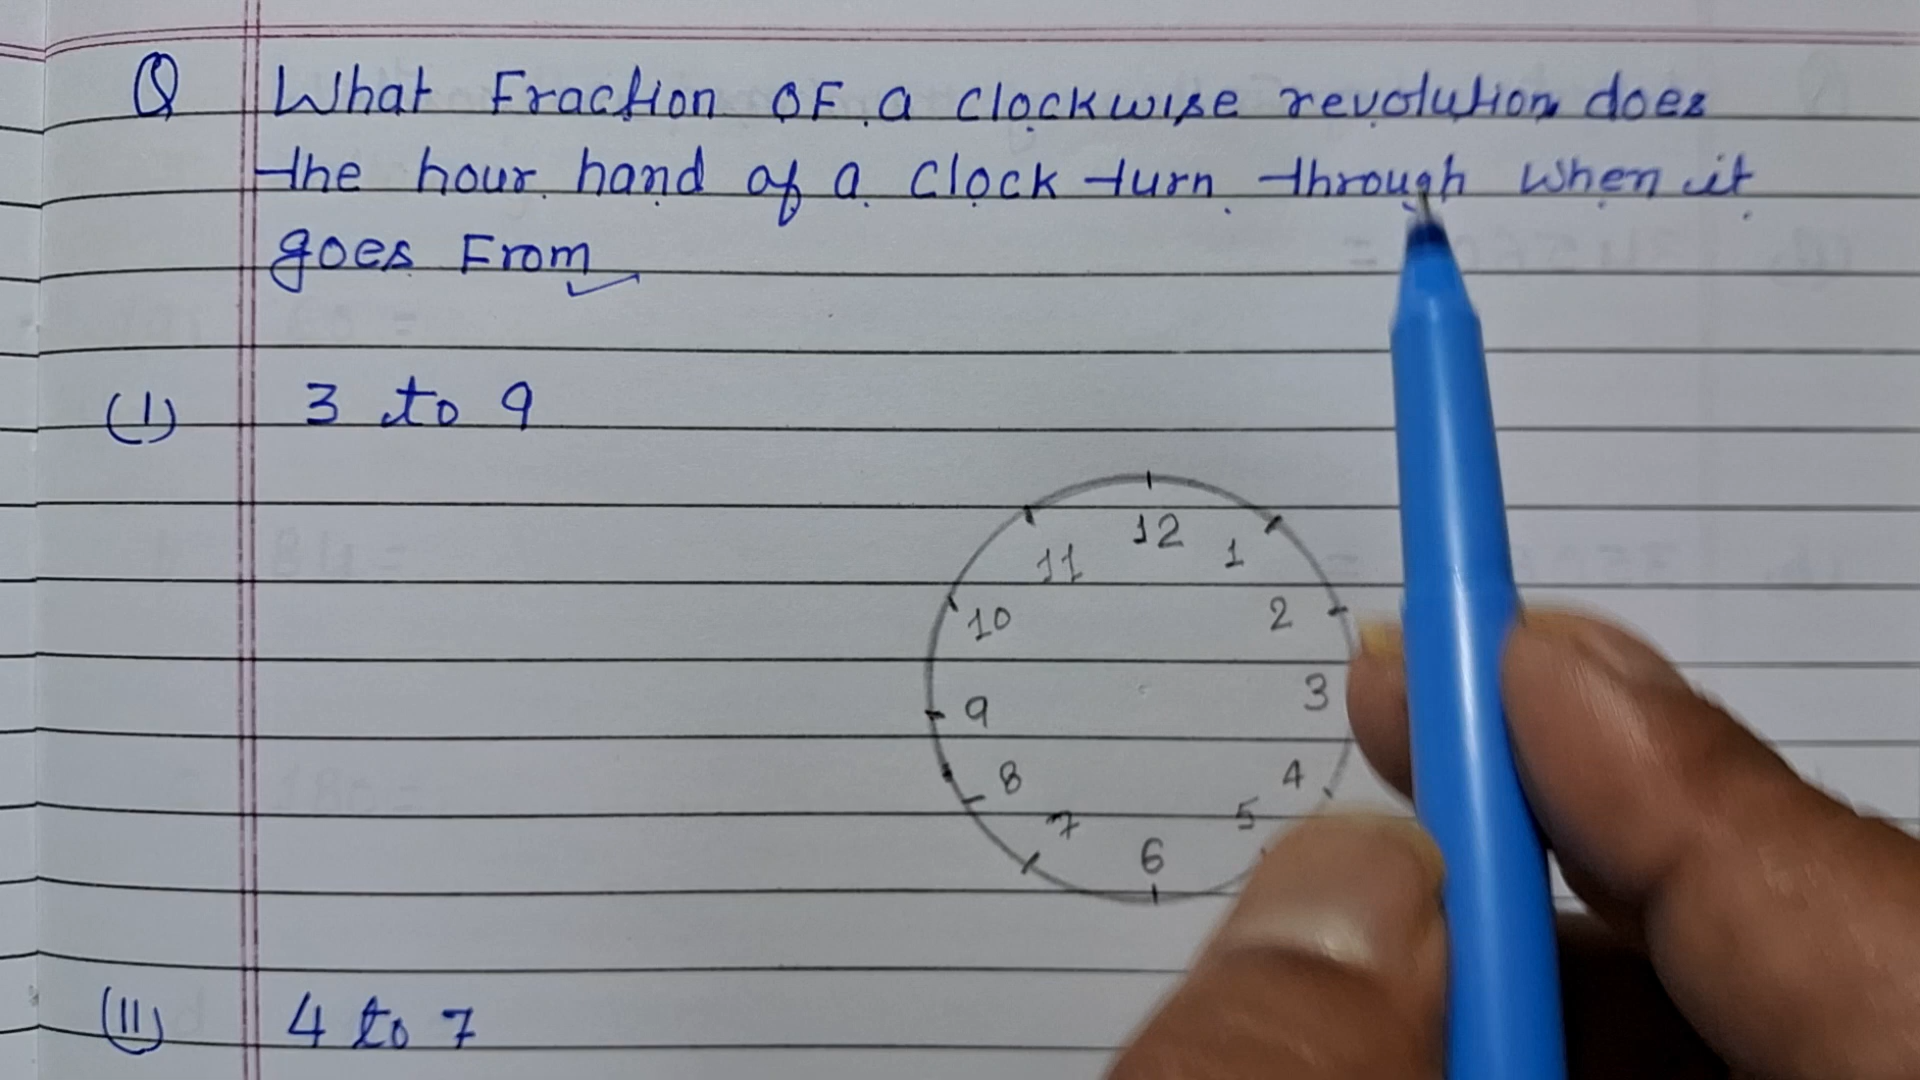 Q What Fraction OF a clockwise revolution does
the hour hand of a clock turn through when it
goes From
(I) 3 to 9
12
11 1
10 2
9 3
8 4
7 5
6
(II) 4 to 7